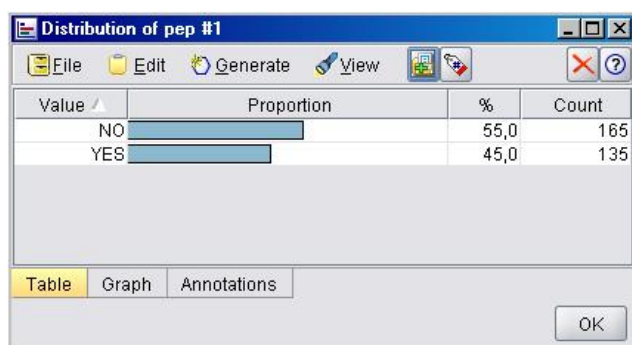 Distribution of pep #1
File Edit Generate View
Value Proportion % Count
NO 55,0 165
YES 45,0 135
Table Graph Annotations
OK